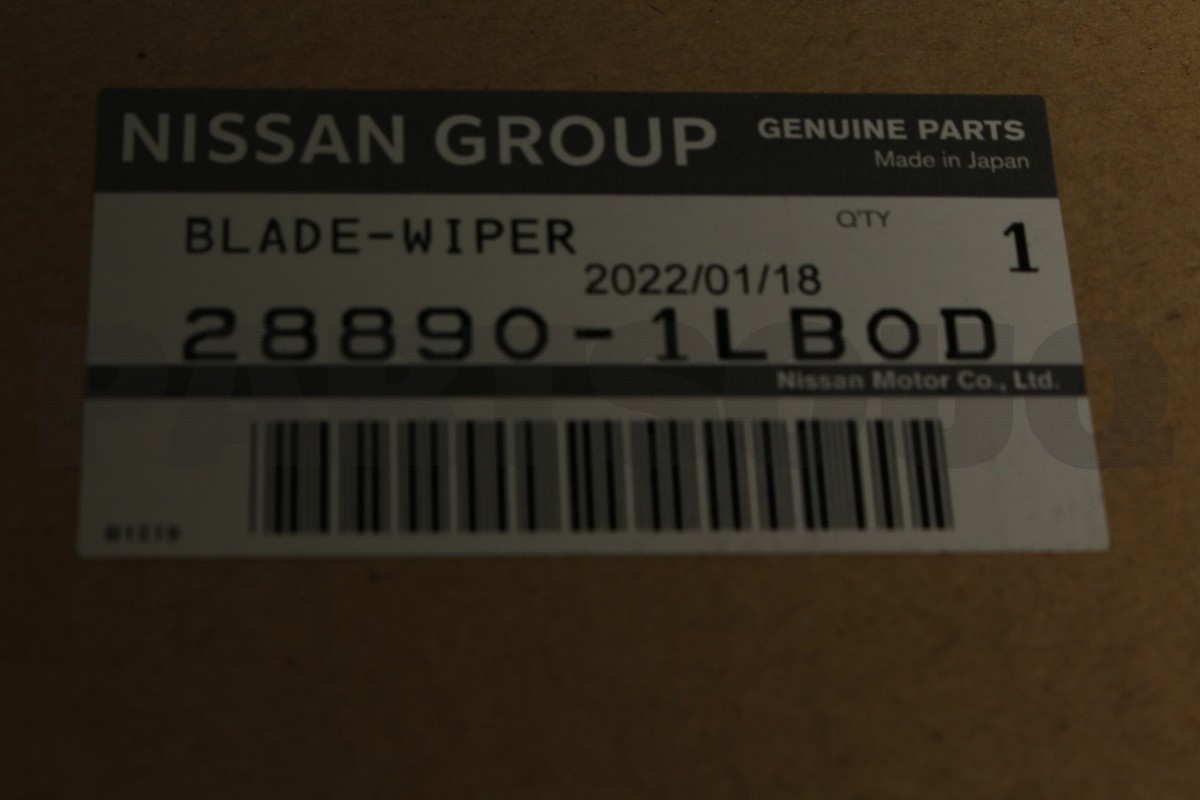 NISSAN GROUP GENUINE PARTS
Made in Japan
BLADE-WIPER Q'TY 1
2022/01/18
28890-1LB0D
Nissan Motor Co., Ltd.
PARTSOUQ